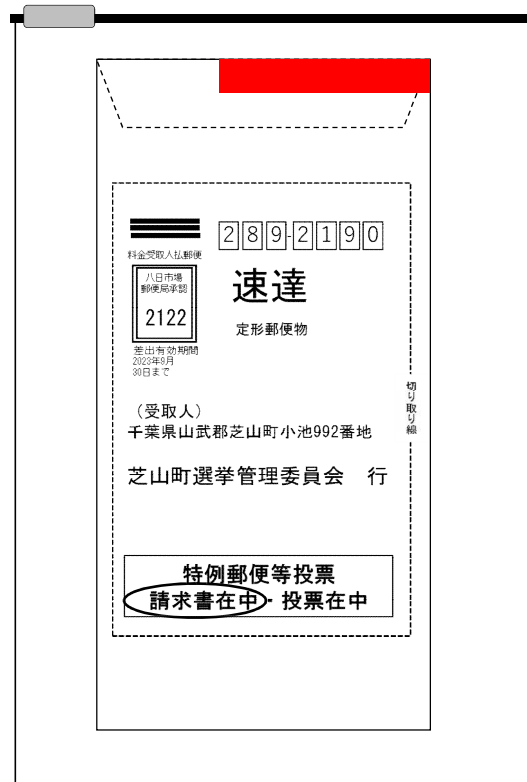 289-2190
料金受取人払郵便
八日市場
郵便局承認
2122
速達
定形郵便物
差出有効期間
2023年9月
30日まで
切り取り線
（受取人）
千葉県山武郡芝山町小池992番地
芝山町選挙管理委員会　行
特例郵便等投票
請求書在中・投票在中